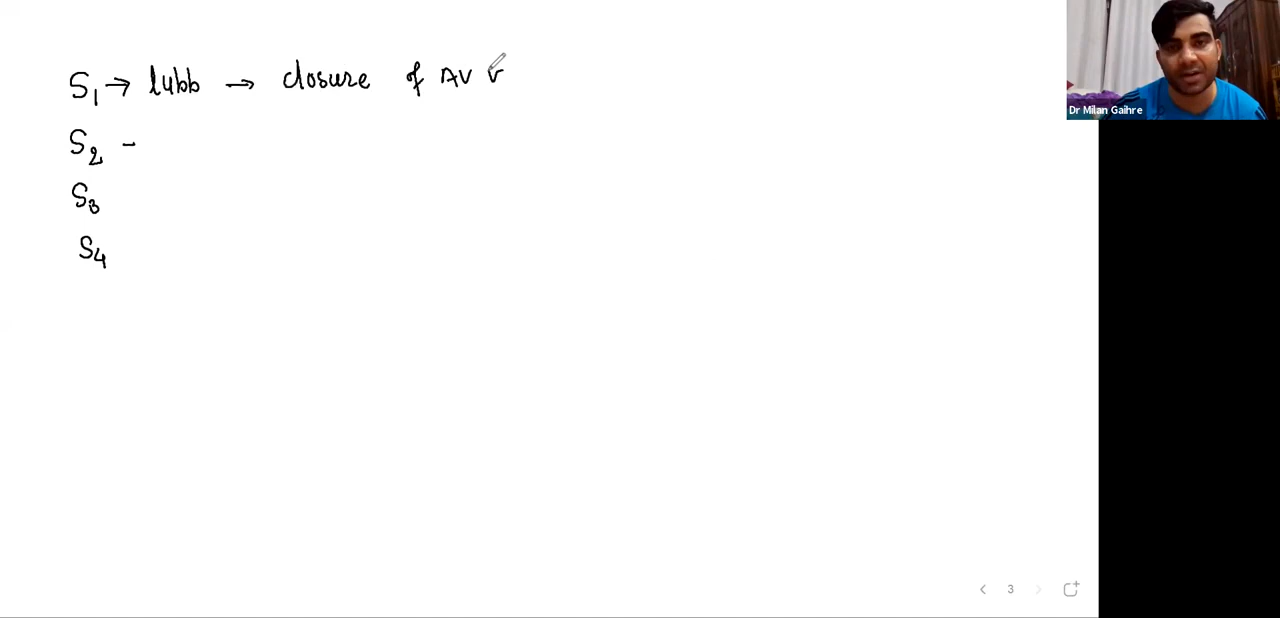 S1 → lubb → closure of AV v
Dr Milan Gaihre
S2 -
S3
S4
3